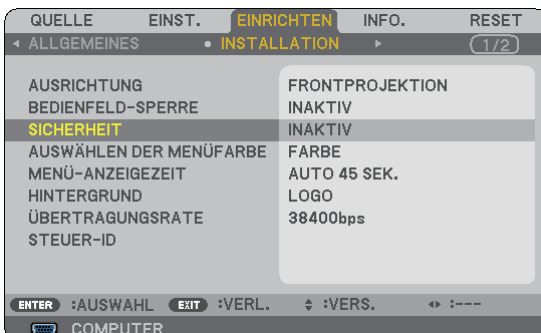 QUELLE EINST. EINRICHTEN INFO. RESET
ALLGEMEINES • INSTALLATION 1/2
AUSRICHTUNG FRONTPROJEKTION
BEDIENFELD-SPERRE INAKTIV
SICHERHEIT INAKTIV
AUSWÄHLEN DER MENÜFARBE FARBE
MENÜ-ANZEIGEZEIT AUTO 45 SEK.
HINTERGRUND LOGO
ÜBERTRAGUNGSRATE 38400bps
STEUER-ID
ENTER :AUSWAHL EXIT :VERL. :VERS. :---
COMPUTER